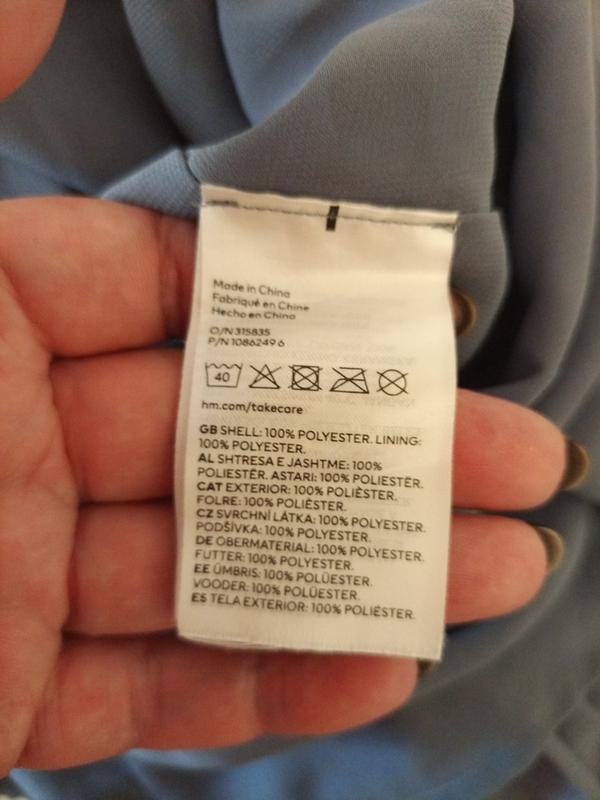 Made in China
Fabriqué en Chine
Hecho en China
O/N 315835
P/N 1086249 6
40
hm.com/takecare
GB SHELL: 100% POLYESTER. LINING:
100% POLYESTER.
AL SHTRESA E JASHTME: 100%
POLIESTËR. ASTARI: 100% POLIESTËR.
CAT EXTERIOR: 100% POLIÈSTER.
FOLRE: 100% POLIÈSTER.
CZ SVRCHNÍ LÁTKA: 100% POLYESTER.
PODŠÍVKA: 100% POLYESTER.
DE OBERMATERIAL: 100% POLYESTER.
FUTTER: 100% POLYESTER.
EE ÜMBRIS: 100% POLÜESTER.
VOODER: 100% POLÜESTER.
ES TELA EXTERIOR: 100% POLIÉSTER.